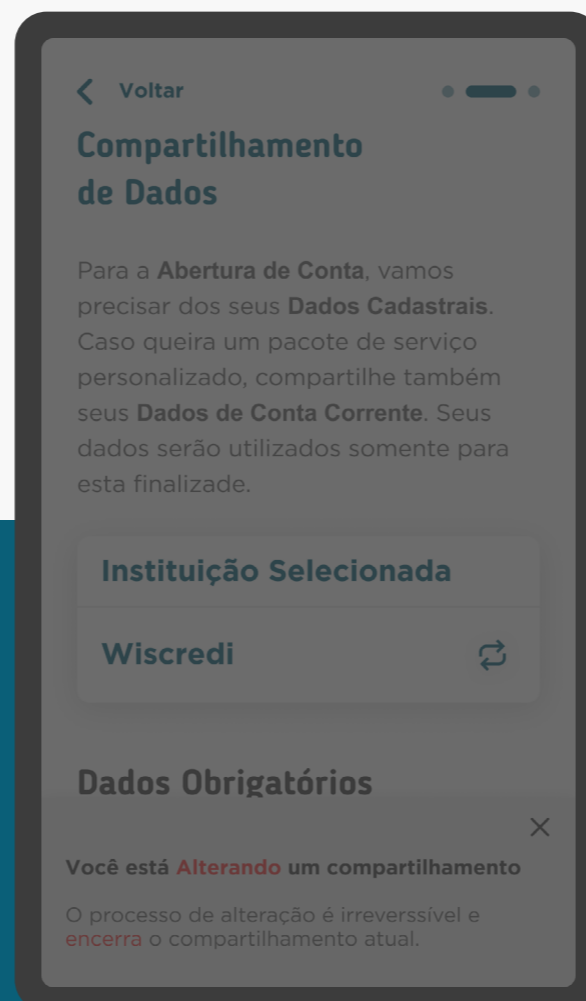 Voltar
Compartilhamento
de Dados
Para a Abertura de Conta, vamos
precisar dos seus Dados Cadastrais.
Caso queira um pacote de serviço
personalizado, compartilhe também
seus Dados de Conta Corrente. Seus
dados serão utilizados somente para
esta finalizade.
Instituição Selecionada
Wiscredi
Dados Obrigatórios
Você está Alterando um compartilhamento
O processo de alteração é irreverssível e
encerra o compartilhamento atual.